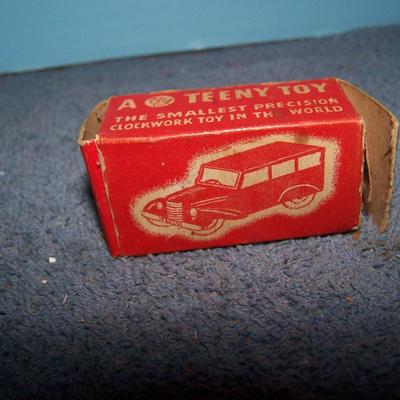 A TEENY TOY
THE SMALLEST PRECISION
CLOCKWORK TOY IN THE WORLD